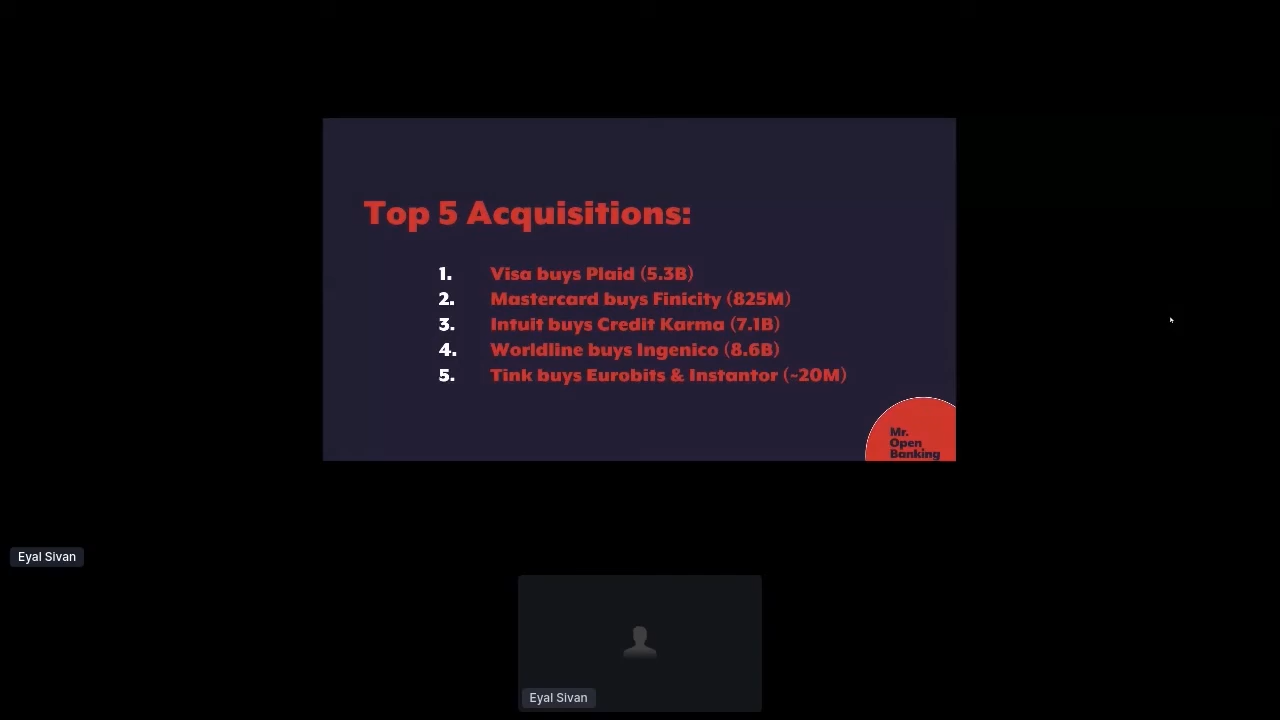 Top 5 Acquisitions:
1. Visa buys Plaid (5.3B)
2. Mastercard buys Finicity (825M)
3. Intuit buys Credit Karma (7.1B)
4. Worldline buys Ingenico (8.6B)
5. Tink buys Eurobits & Instantor (~20M)
Mr.
Open
Banking
Eyal Sivan
Eyal Sivan